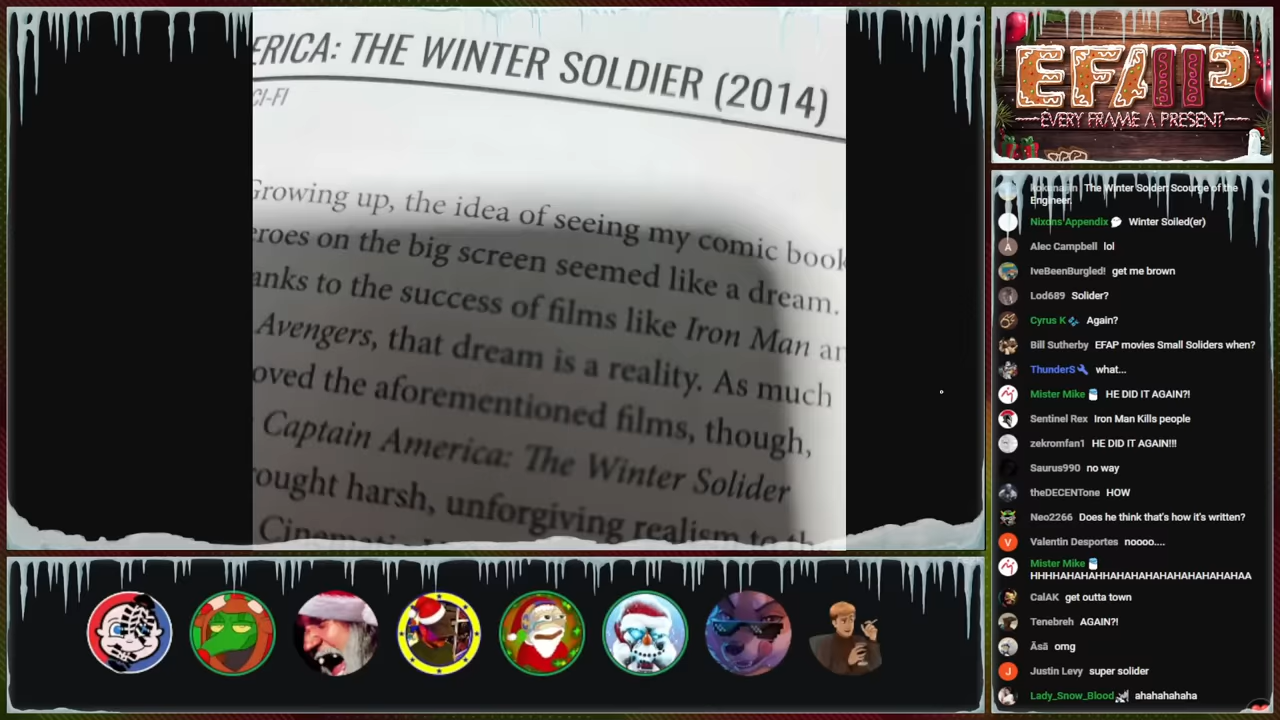 ERICA: THE WINTER SOLDIER (2014)
CI-FI
Growing up, the idea of seeing my comic book
eroes on the big screen seemed like a dream.
anks to the success of films like Iron Man an
Avengers, that dream is a reality. As much
oved the aforementioned films, though,
Captain America: The Winter Solider
rought harsh, unforgiving realism to th
EFAP
EVERY FRAME A PRESENT
kokunaijin The Winter Solder: Scourge of the
Engineer.
Nixons Appendix Winter Soiled(er)
Alec Campbell lol
IveBeenBurgled! get me brown
Lod689 Solider?
Cyrus K Again?
Bill Sutherby EFAP movies Small Soliders when?
ThunderS what...
Mister Mike HE DID IT AGAIN?!
Sentinel Rex Iron Man Kills people
zekromfan1 HE DID IT AGAIN!!!
Saurus990 no way
theDECENTone HOW
Neo2266 Does he think that's how it's written?
Valentin Desportes noooo....
Mister Mike
HHHHAHAHAHHAHAHAHAHAHAHAHAHAA
CalAK get outta town
Tenebreh AGAIN?!
Āsä omg
Justin Levy super solider
Lady_Snow_Blood ahahahahaha